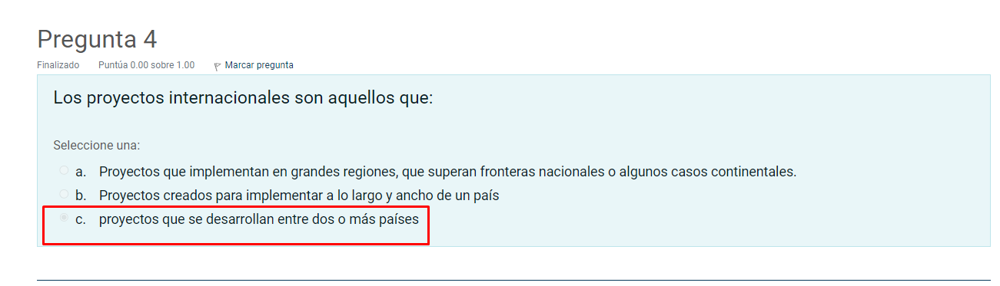 Pregunta 4
Finalizado Puntúa 0.00 sobre 1.00 Marcar pregunta
Los proyectos internacionales son aquellos que:
Seleccione una:
a. Proyectos que implementan en grandes regiones, que superan fronteras nacionales o algunos casos continentales.
b. Proyectos creados para implementar a lo largo y ancho de un país
c. proyectos que se desarrollan entre dos o más países